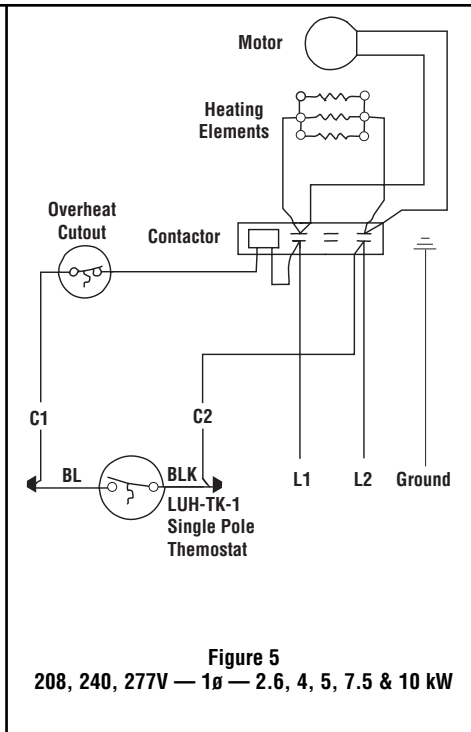 Motor
Heating
Elements
Overheat
Cutout
Contactor
C1
C2
BL
BLK
LUH-TK-1
Single Pole
Themostat
L1
L2
Ground
Figure 5
208, 240, 277V — 1ø — 2.6, 4, 5, 7.5 & 10 kW